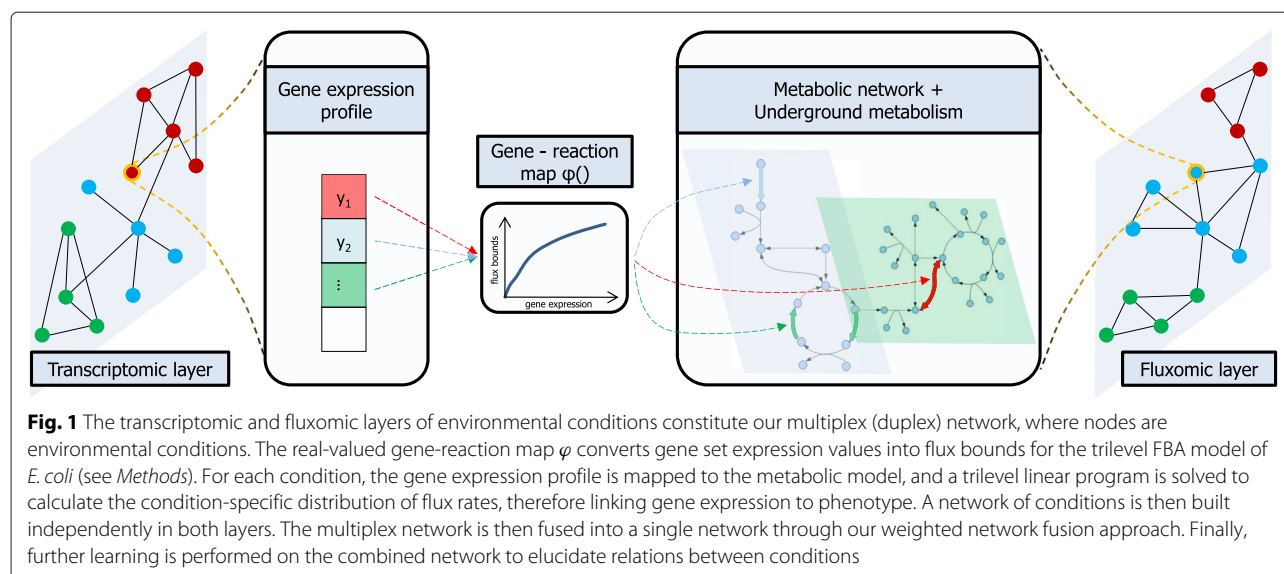 Gene expression
profile
Metabolic network +
Underground metabolism
Gene - reaction
map φ()
y1
y2
...
flux bounds
gene expression
Transcriptomic layer
Fluxomic layer
Fig. 1 The transcriptomic and fluxomic layers of environmental conditions constitute our multiplex (duplex) network, where nodes are
environmental conditions. The real-valued gene-reaction map φ converts gene set expression values into flux bounds for the trilevel FBA model of
E. coli (see Methods). For each condition, the gene expression profile is mapped to the metabolic model, and a trilevel linear program is solved to
calculate the condition-specific distribution of flux rates, therefore linking gene expression to phenotype. A network of conditions is then built
independently in both layers. The multiplex network is then fused into a single network through our weighted network fusion approach. Finally,
further learning is performed on the combined network to elucidate relations between conditions